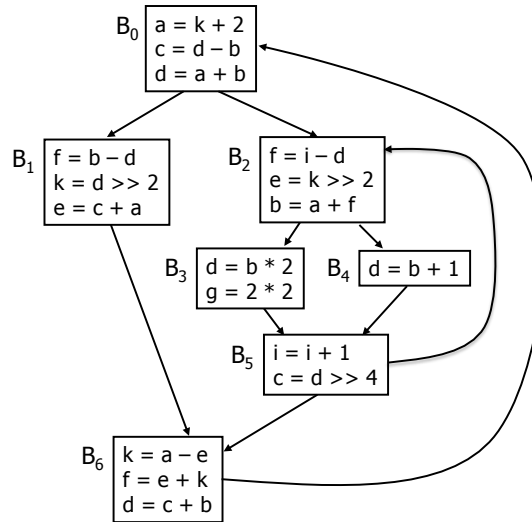 B0
a = k + 2
c = d – b
d = a + b
B1
f = b – d
k = d >> 2
e = c + a
B2
f = i – d
e = k >> 2
b = a + f
B3
d = b * 2
g = 2 * 2
B4
d = b + 1
B5
i = i + 1
c = d >> 4
B6
k = a – e
f = e + k
d = c + b